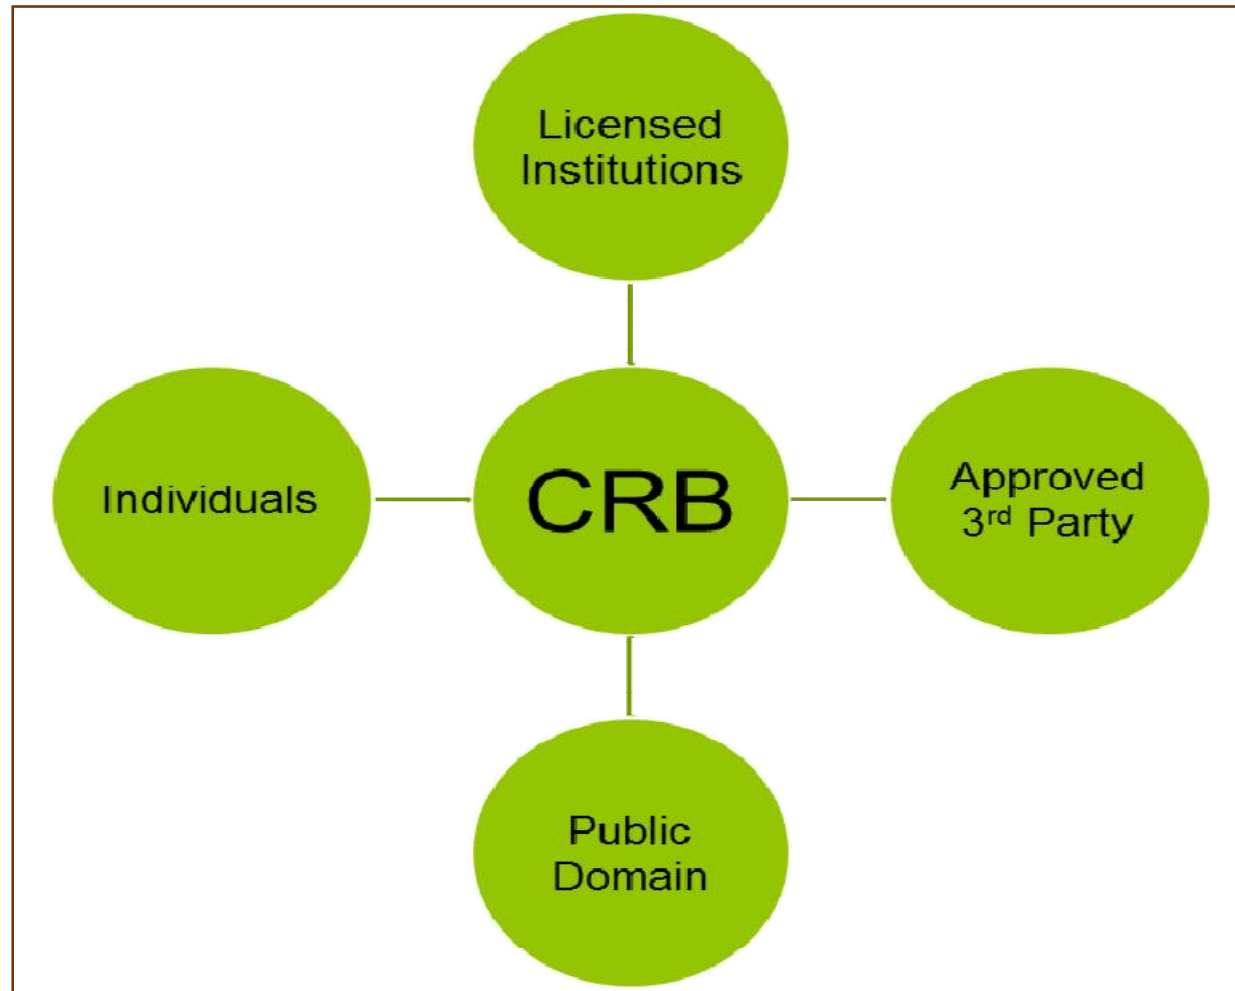 Licensed
Institutions
Individuals
CRB
Approved
3rd Party
Public
Domain